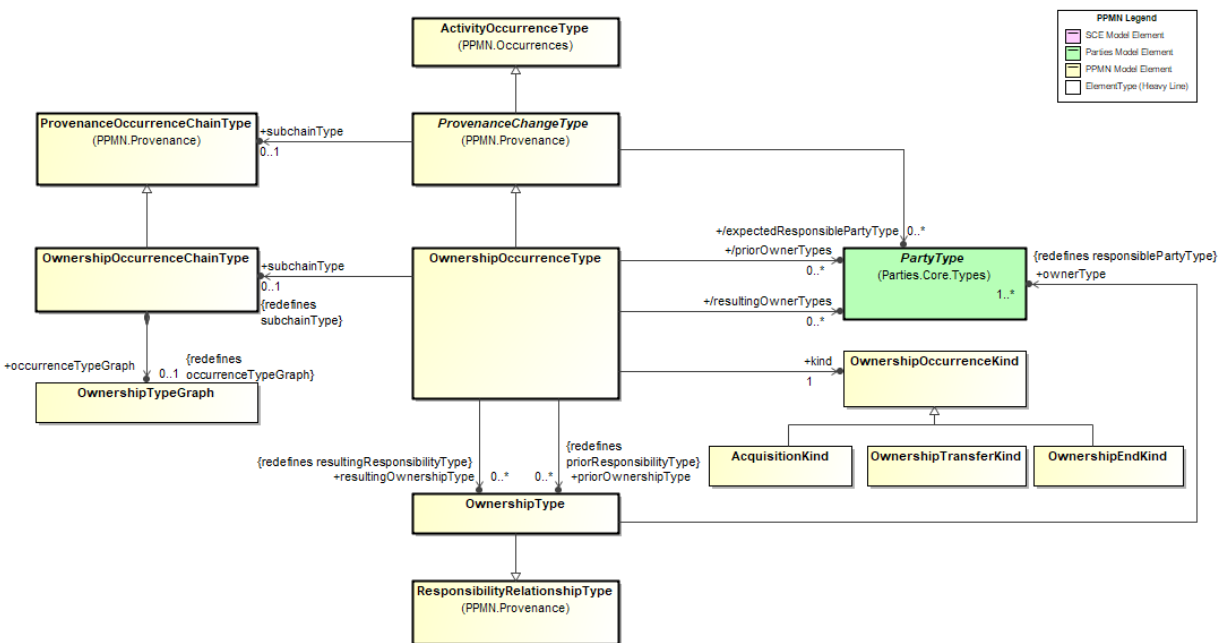 ActivityOccurrenceType
(PPMN.Occurrences)
PPMN Legend
SCE Model Element
Parties Model Element
PPMN Model Element
ElementType (Heavy Line)
ProvenanceOccurrenceChainType
(PPMN.Provenance)
+subchainType
0..1
ProvenanceChangeType
(PPMN.Provenance)
+/expectedResponsiblePartyType
0..*
OwnershipOccurrenceChainType
+subchainType
0..1
{redefines
subchainType}
OwnershipOccurrenceType
+/priorOwnerTypes
0..*
+/resultingOwnerTypes
0..*
PartyType
(Parties.Core.Types)
1..*
{redefines responsiblePartyType}
+ownerType
+occurrenceTypeGraph
0..1
{redefines
occurrenceTypeGraph}
OwnershipTypeGraph
+kind
1
OwnershipOccurrenceKind
AcquisitionKind
OwnershipTransferKind
OwnershipEndKind
{redefines resultingResponsibilityType}
+resultingOwnershipType
0..*
{redefines
priorResponsibilityType}
0..*
+priorOwnershipType
OwnershipType
ResponsibilityRelationshipType
(PPMN.Provenance)